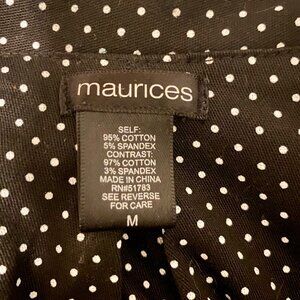 maurices
SELF:
95% COTTON
5% SPANDEX
CONTRAST:
97% COTTON
3% SPANDEX
MADE IN CHINA
RN#51783
SEE REVERSE
FOR CARE
M